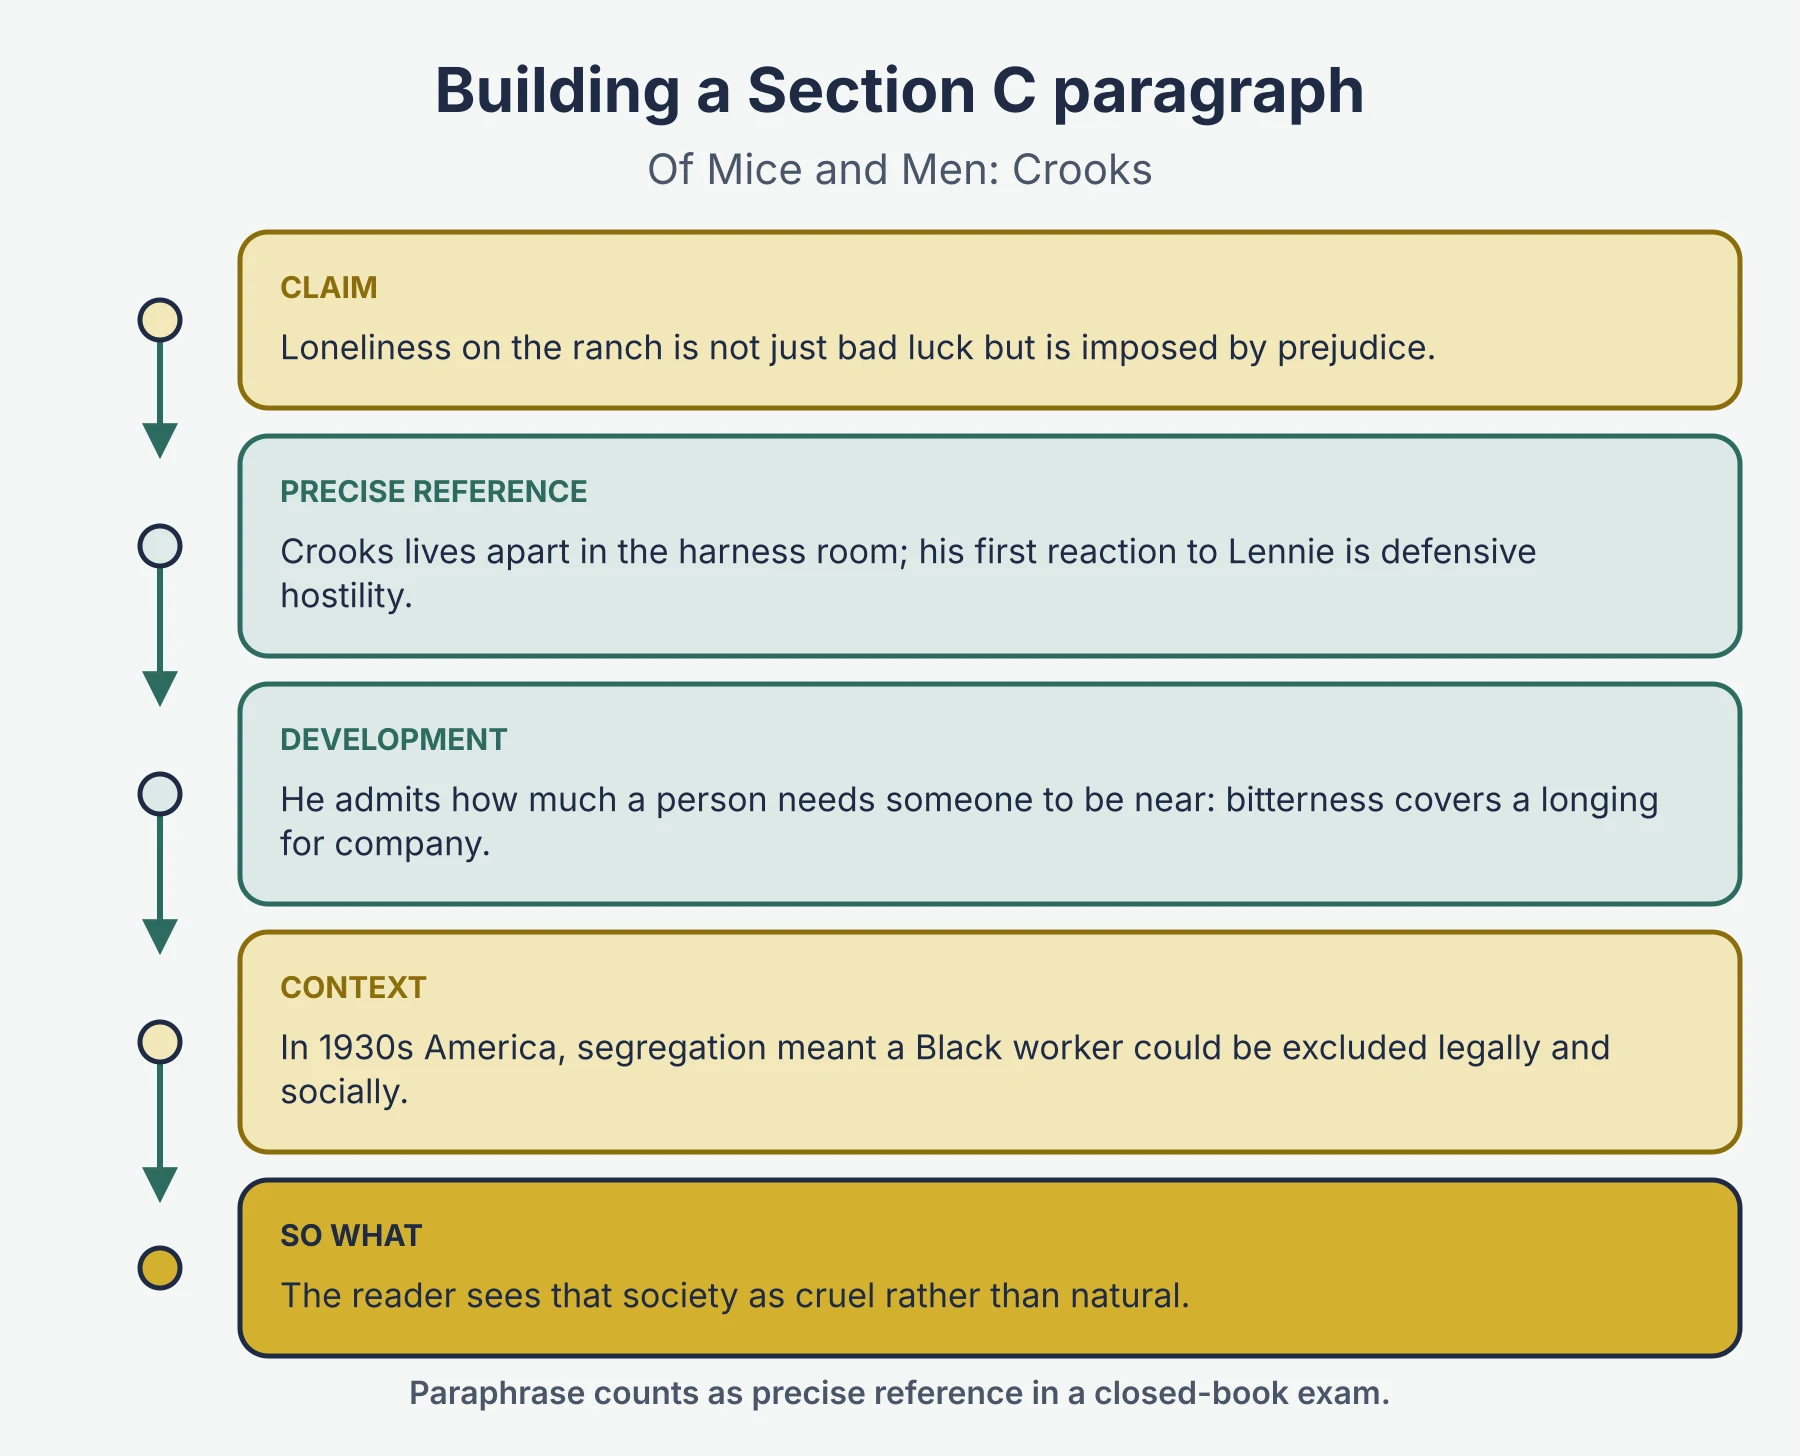 Building a Section C paragraph
Of Mice and Men: Crooks
CLAIM
Loneliness on the ranch is not just bad luck but is imposed by prejudice.
PRECISE REFERENCE
Crooks lives apart in the harness room; his first reaction to Lennie is defensive
hostility.
DEVELOPMENT
He admits how much a person needs someone to be near: bitterness covers a longing
for company.
CONTEXT
In 1930s America, segregation meant a Black worker could be excluded legally and
socially.
SO WHAT
The reader sees that society as cruel rather than natural.
Paraphrase counts as precise reference in a closed-book exam.